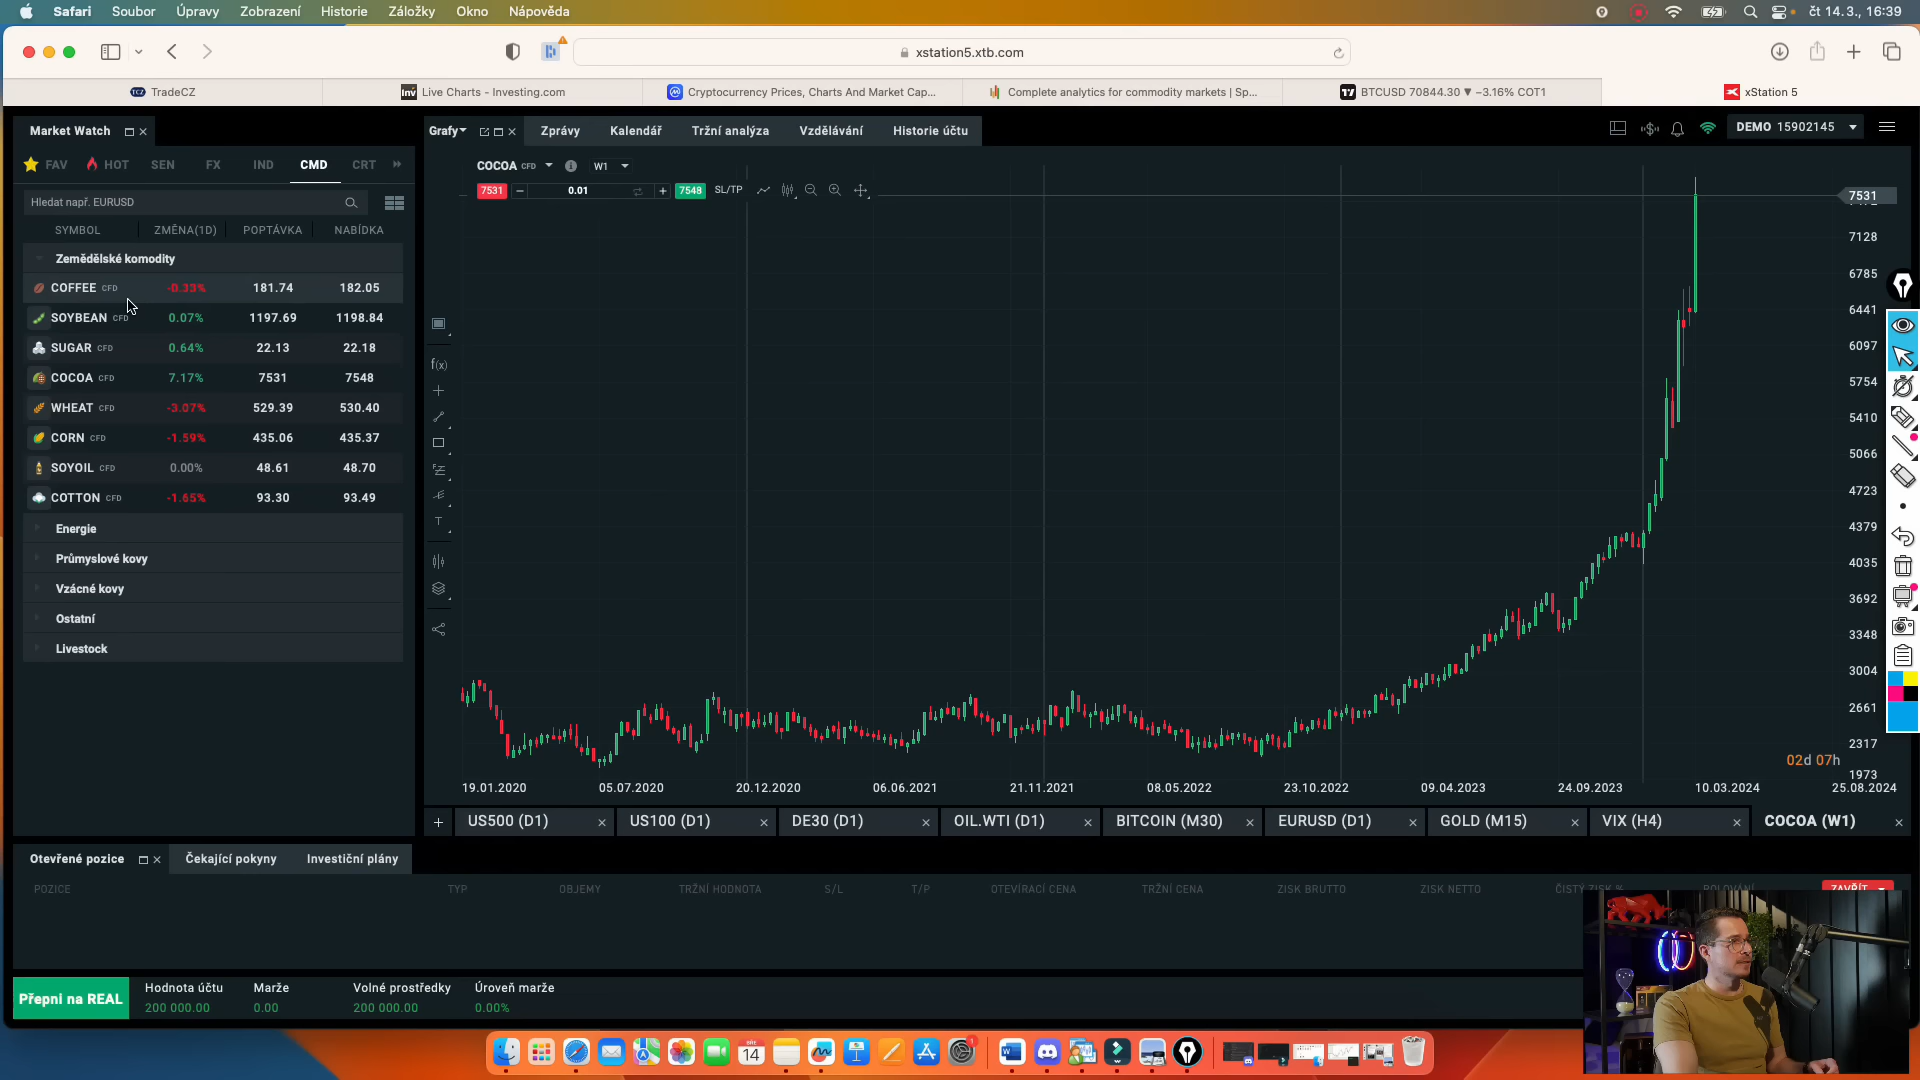 Safari Soubor Úpravy Zobrazení Historie Záložky Okno Nápověda čt 14.3., 16:39
xstation5.xtb.com
TradeCZ Live Charts - Investing.com Cryptocurrency Prices, Charts And Market Cap... Complete analytics for commodity markets | Sp... BTCUSD 70844.30 ▼ −3.16% COT1 xStation 5
Market Watch Grafy Zprávy Kalendář Tržní analýza Vzdělávání Historie účtu DEMO 15902145
FAV HOT SEN FX IND CMD CRT
COCOA CFD W1
7531 0.01 7548 SL/TP
Hledat např. EURUSD
SYMBOL ZMĚNA(1D) POPTÁVKA NABÍDKA
Zemědělské komodity
COFFEE CFD -0.33% 181.74 182.05
SOYBEAN CFD 0.07% 1197.69 1198.84
SUGAR CFD 0.64% 22.13 22.18
COCOA CFD 7.17% 7531 7548
WHEAT CFD -3.07% 529.39 530.40
CORN CFD -1.59% 435.06 435.37
SOYOIL CFD 0.00% 48.61 48.70
COTTON CFD -1.65% 93.30 93.49
Energie
Průmyslové kovy
Vzácné kovy
Ostatní
Livestock
f(x)
T
7531
7128
6785
6441
6097
5754
5410
5066
4723
4379
4035
3692
3348
3004
2661
2317
02d 07h
1973
19.01.2020 05.07.2020 20.12.2020 06.06.2021 21.11.2021 08.05.2022 23.10.2022 09.04.2023 24.09.2023 10.03.2024 25.08.2024
US500 (D1) US100 (D1) DE30 (D1) OIL.WTI (D1) BITCOIN (M30) EURUSD (D1) GOLD (M15) VIX (H4) COCOA (W1)
Otevřené pozice Čekající pokyny Investiční plány
POZICE TYP OBJEMY TRŽNÍ HODNOTA S/L T/P OTEVÍRACÍ CENA TRŽNÍ CENA ZISK BRUTTO ZISK NETTO ČISTÝ ZISK % ROLOVÁNÍ ZAVŘÍT
Přepni na REAL
Hodnota účtu Marže Volné prostředky Úroveň marže
200 000.00 0.00 200 000.00 0.00%
BŘE
14
1